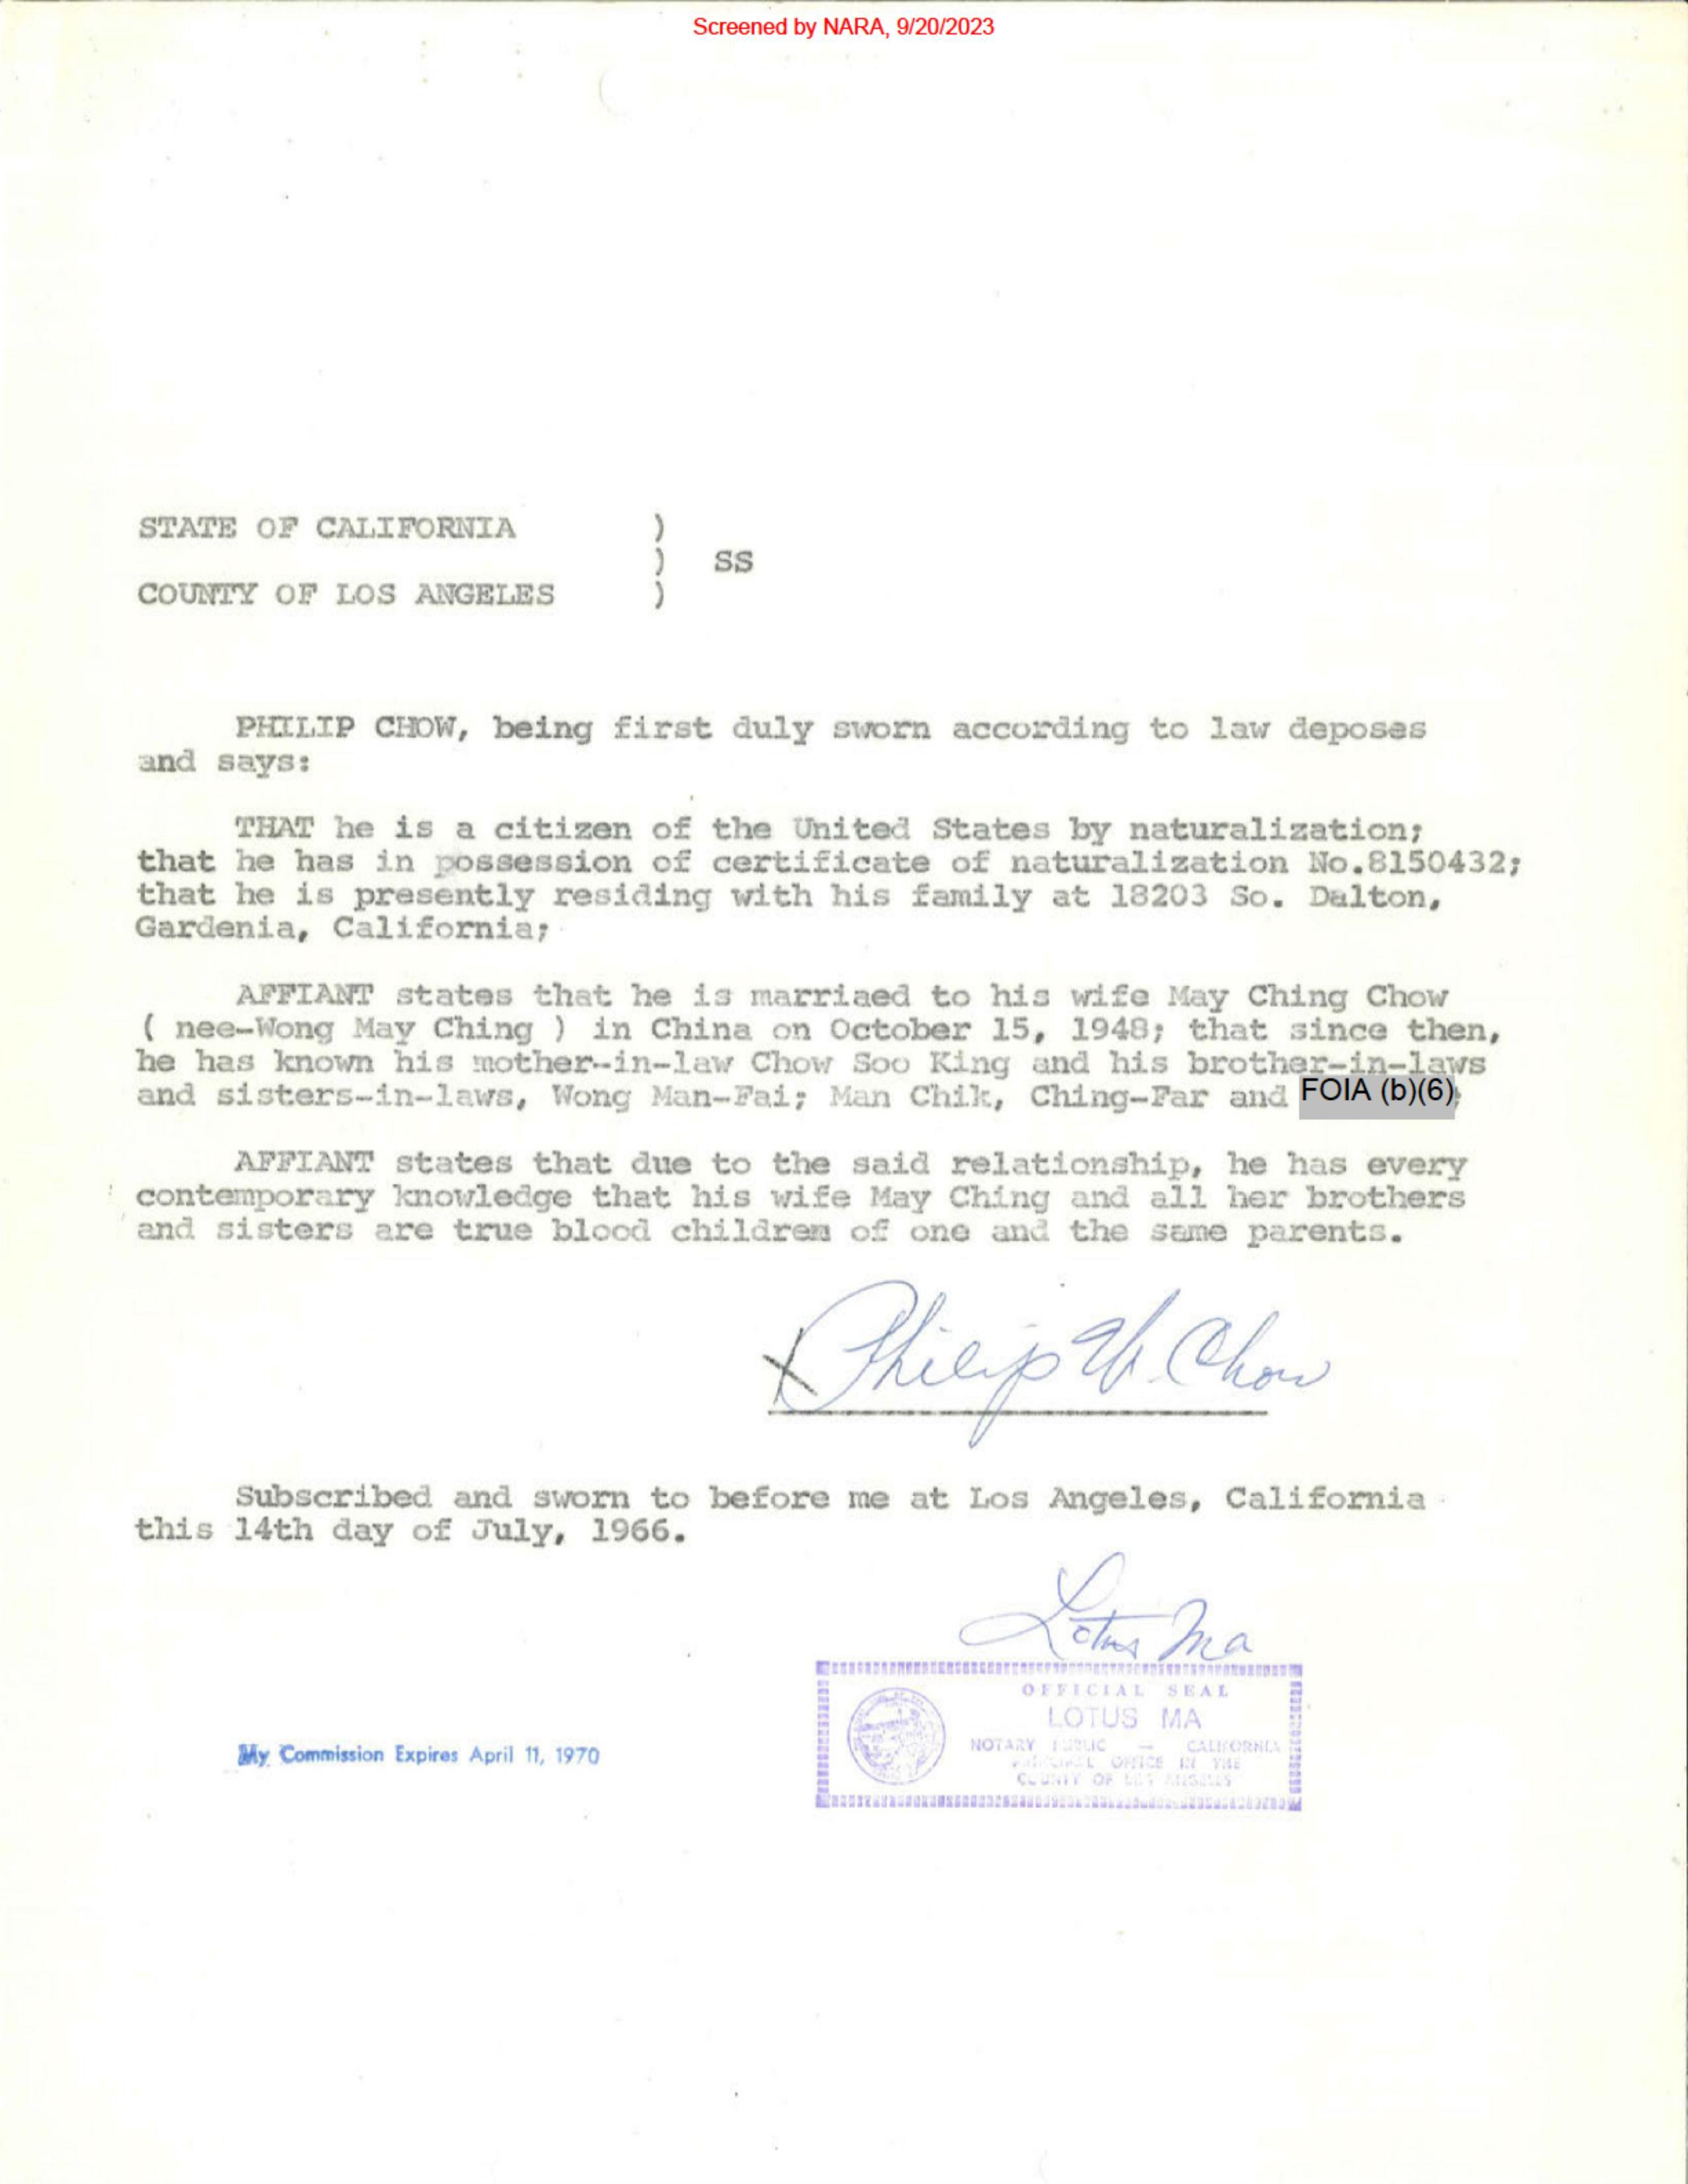 Screened by NARA, 9/20/2023
STATE OF CALIFORNIA )
) SS
COUNTY OF LOS ANGELES )
PHILIP CHOW, being first duly sworn according to law deposes
and says:
THAT he is a citizen of the United States by naturalization;
that he has in possession of certificate of naturalization No.8150432;
that he is presently residing with his family at 18203 So. Dalton,
Gardenia, California;
AFFIANT states that he is marriaed to his wife May Ching Chow
( nee-Wong May Ching ) in China on October 15, 1948; that since then,
he has known his mother-in-law Chow Soo King and his brother-in-laws
and sisters-in-laws, Wong Man-Fai; Man Chik, Ching-Far and FOIA (b)(6);
AFFIANT states that due to the said relationship, he has every
contemporary knowledge that his wife May Ching and all her brothers
and sisters are true blood children of one and the same parents.
X Philip W. Chow
Subscribed and sworn to before me at Los Angeles, California
this 14th day of July, 1966.
Lotus Ma
OFFICIAL SEAL
LOTUS MA
NOTARY PUBLIC — CALIFORNIA
PRINCIPAL OFFICE IN THE
COUNTY OF LOS ANGELES
My Commission Expires April 11, 1970